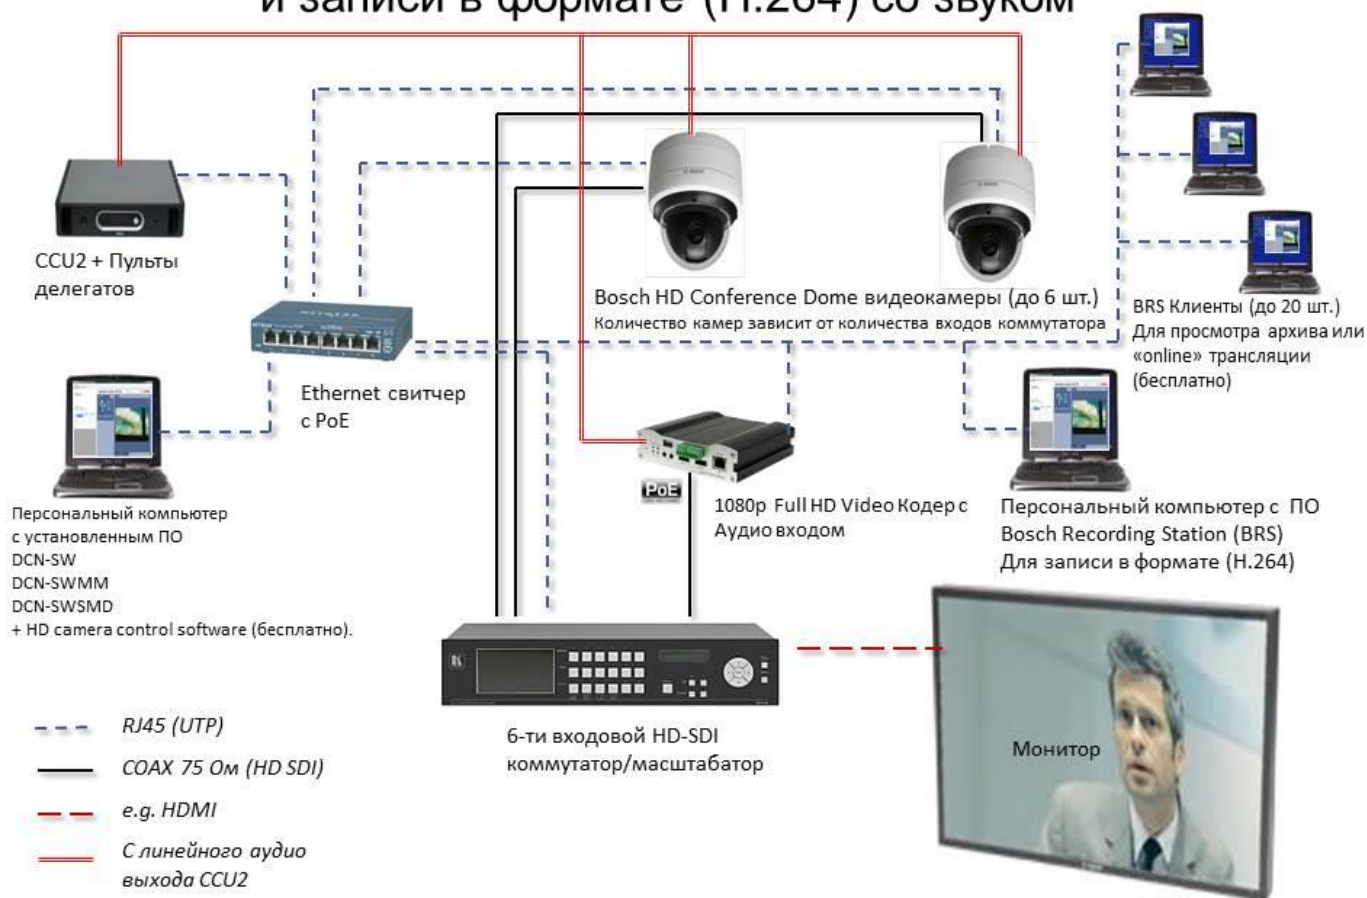 и записи в формате (H.264) со звуком
CCU2 + Пульты
делегатов
Bosch HD Conference Dome видеокамеры (до 6 шт.)
Количество камер зависит от количества входов коммутатора
BRS Клиенты (до 20 шт.)
Для просмотра архива или
«online» трансляции
(бесплатно)
Ethernet свитчер
с PoE
PoE
1080p Full HD Video Кодер с
Аудио входом
Персональный компьютер с ПО
Bosch Recording Station (BRS)
Для записи в формате (H.264)
Персональный компьютер
с установленным ПО
DCN-SW
DCN-SWMM
DCN-SWSMD
+ HD camera control software (бесплатно).
6-ти входовой HD-SDI
коммутатор/масштабатор
Монитор
RJ45 (UTP)
COAX 75 Ом (HD SDI)
e.g. HDMI
С линейного аудио
выхода CCU2